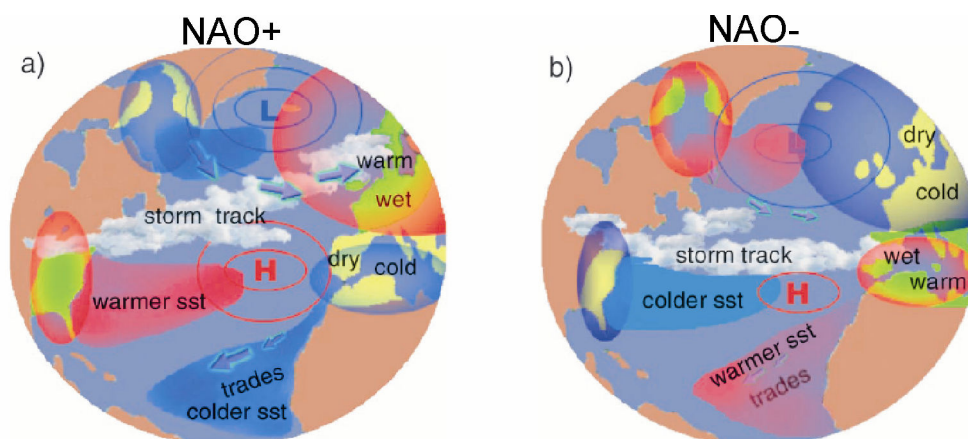 NAO+
a)
L
warm
wet
storm track
H
dry
cold
warmer sst
trades
colder sst
NAO-
b)
L
dry
cold
storm track
wet
warm
colder sst
H
warmer sst
trades